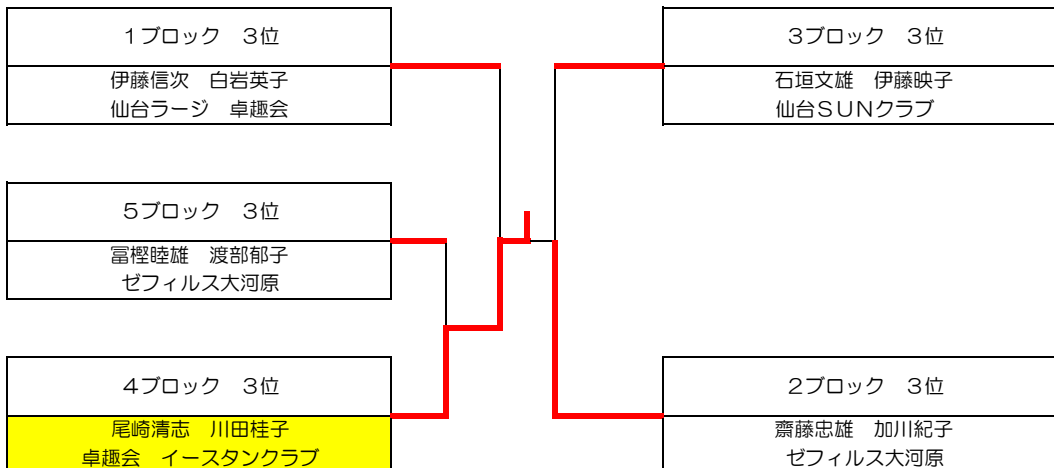 1ブロック　3位
伊藤信次　白岩英子
仙台ラージ　卓趣会
5ブロック　3位
冨樫睦雄　渡部郁子
ゼフィルス大河原
4ブロック　3位
尾崎清志　川田桂子
卓趣会　イースタンクラブ
3ブロック　3位
石垣文雄　伊藤映子
仙台SUNクラブ
2ブロック　3位
齋藤忠雄　加川紀子
ゼフィルス大河原